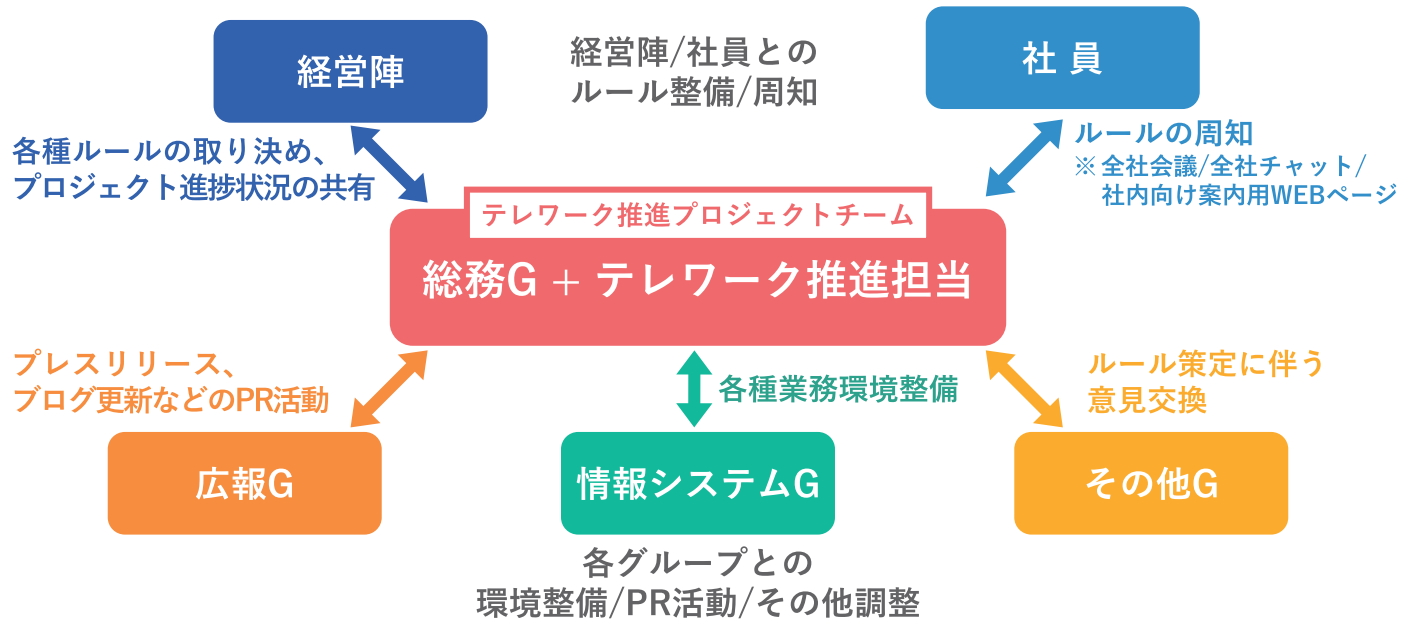 経営陣
経営陣/社員との
ルール整備/周知
社 員
各種ルールの取り決め、
プロジェクト進捗状況の共有
ルールの周知
※ 全社会議/全社チャット/
社内向け案内用WEBページ
テレワーク推進プロジェクトチーム
総務G + テレワーク推進担当
プレスリリース、
ブログ更新などのPR活動
各種業務環境整備
ルール策定に伴う
意見交換
広報G
情報システムG
その他G
各グループとの
環境整備/PR活動/その他調整